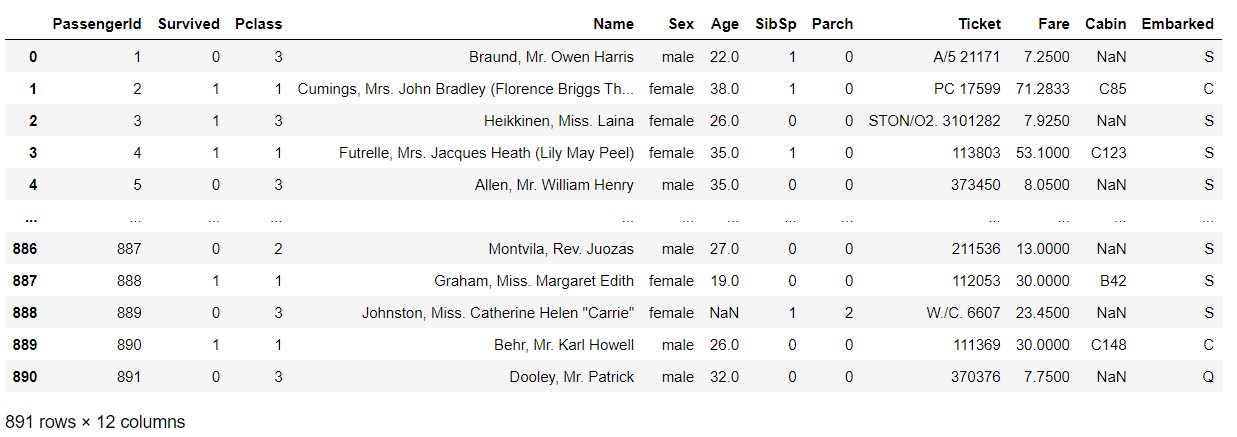 PassengerId Survived Pclass Name Sex Age SibSp Parch Ticket Fare Cabin Embarked
0 1 0 3 Braund, Mr. Owen Harris male 22.0 1 0 A/5 21171 7.2500 NaN S
1 2 1 1 Cumings, Mrs. John Bradley (Florence Briggs Th... female 38.0 1 0 PC 17599 71.2833 C85 C
2 3 1 3 Heikkinen, Miss. Laina female 26.0 0 0 STON/O2. 3101282 7.9250 NaN S
3 4 1 1 Futrelle, Mrs. Jacques Heath (Lily May Peel) female 35.0 1 0 113803 53.1000 C123 S
4 5 0 3 Allen, Mr. William Henry male 35.0 0 0 373450 8.0500 NaN S
... ... ... ... ... ... ... ... ... ... ... ... ...
886 887 0 2 Montvila, Rev. Juozas male 27.0 0 0 211536 13.0000 NaN S
887 888 1 1 Graham, Miss. Margaret Edith female 19.0 0 0 112053 30.0000 B42 S
888 889 0 3 Johnston, Miss. Catherine Helen "Carrie" female NaN 1 2 W./C. 6607 23.4500 NaN S
889 890 1 1 Behr, Mr. Karl Howell male 26.0 0 0 111369 30.0000 C148 C
890 891 0 3 Dooley, Mr. Patrick male 32.0 0 0 370376 7.7500 NaN Q
891 rows × 12 columns